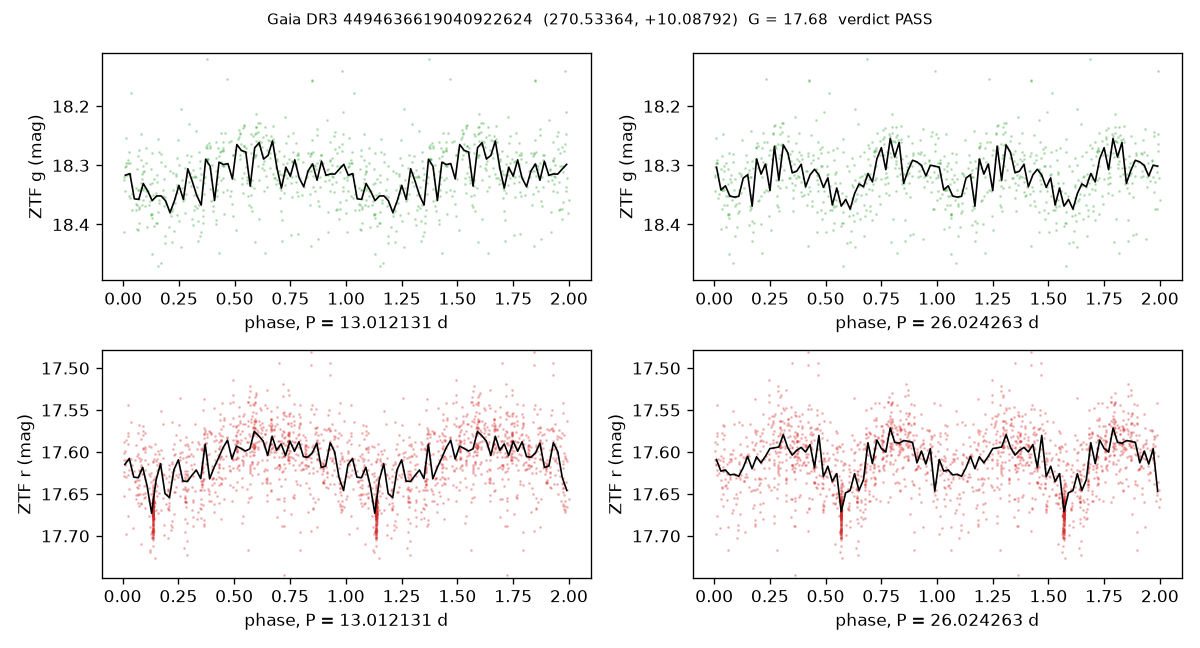 Gaia DR3 4494636619040922624 (270.53364, +10.08792) G = 17.68 verdict PASS
ZTF g (mag)
18.2
18.3
18.4
0.00 0.25 0.50 0.75 1.00 1.25 1.50 1.75 2.00
phase, P = 13.012131 d
ZTF g (mag)
18.2
18.3
18.4
0.00 0.25 0.50 0.75 1.00 1.25 1.50 1.75 2.00
phase, P = 26.024263 d
ZTF r (mag)
17.50
17.55
17.60
17.65
17.70
0.00 0.25 0.50 0.75 1.00 1.25 1.50 1.75 2.00
phase, P = 13.012131 d
ZTF r (mag)
17.50
17.55
17.60
17.65
17.70
0.00 0.25 0.50 0.75 1.00 1.25 1.50 1.75 2.00
phase, P = 26.024263 d